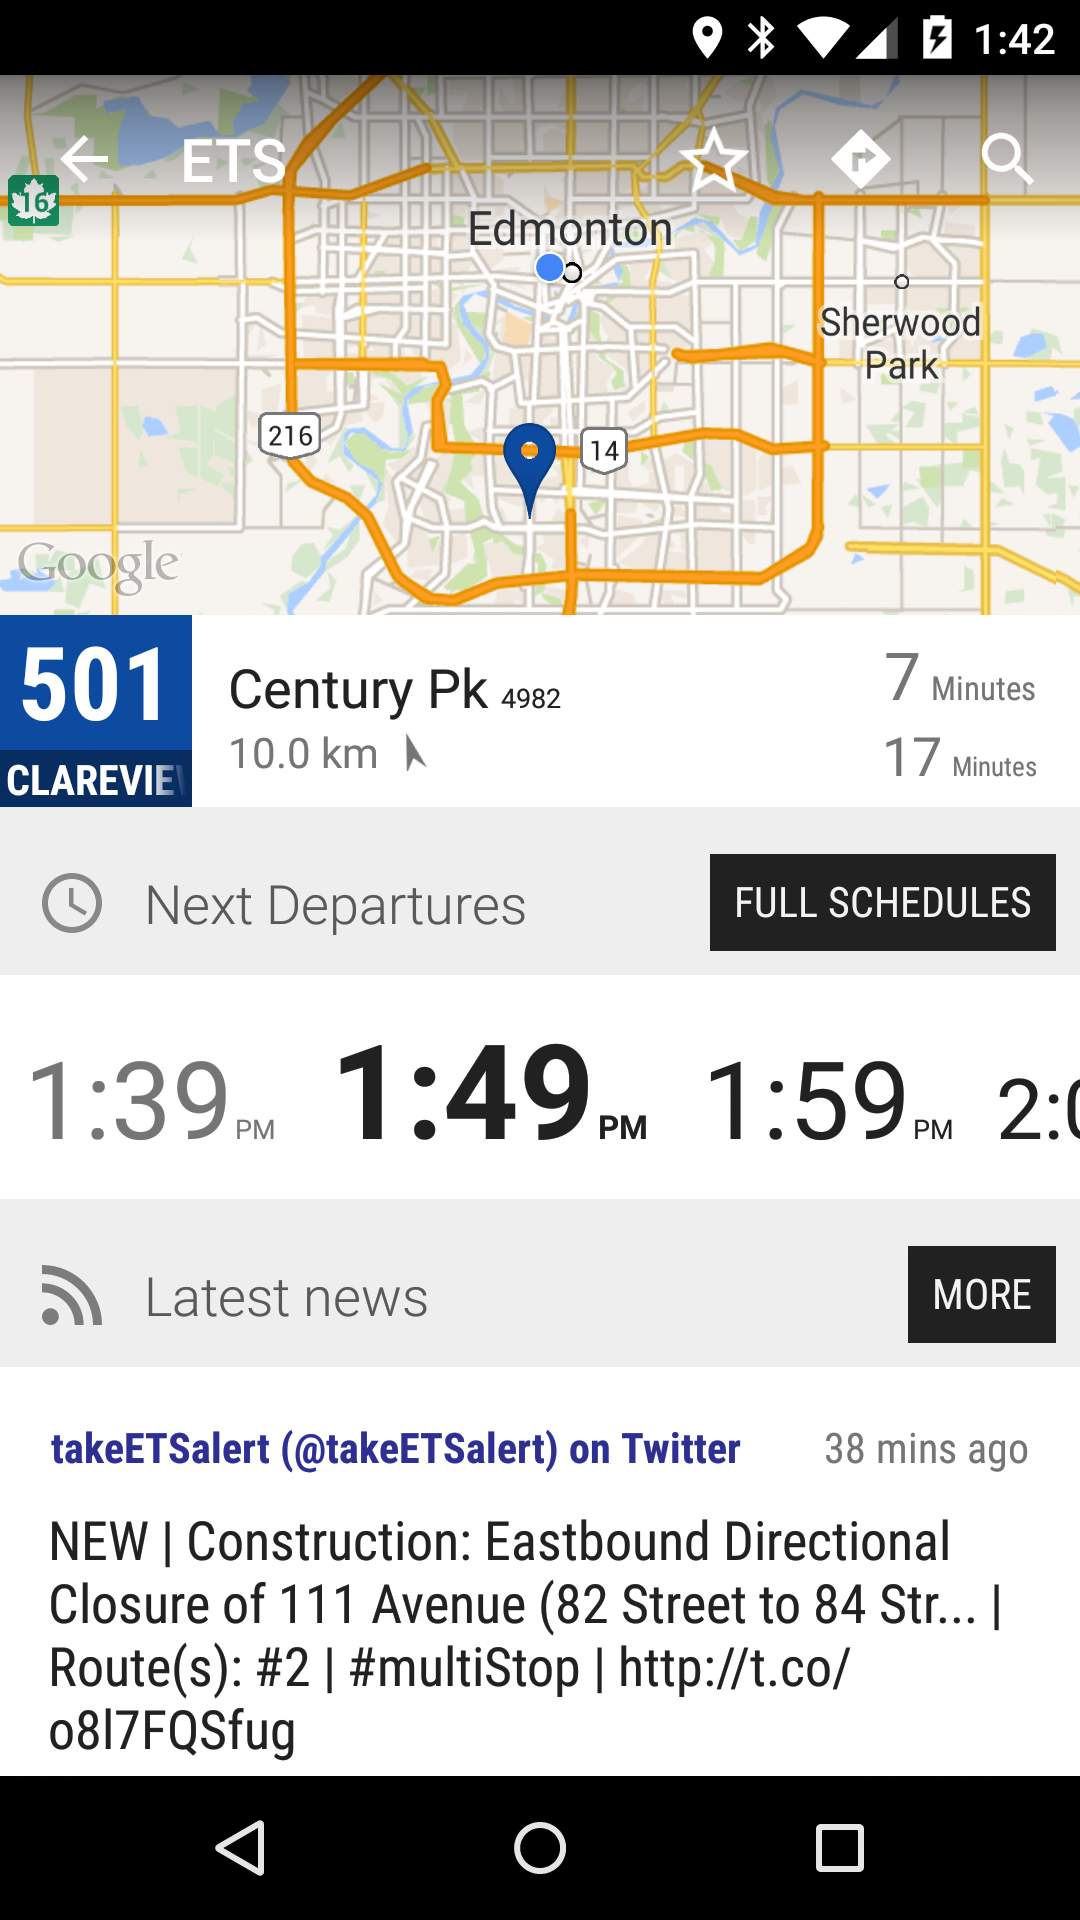 1:42
ETS
16
Edmonton
Sherwood
Park
216
14
Google
501
Century Pk 4982
7 Minutes
10.0 km
17 Minutes
CLAREVIEW
Next Departures
FULL SCHEDULES
1:39 PM 1:49 PM 1:59 PM 2:0
Latest news
MORE
takeETSalert (@takeETSalert) on Twitter 38 mins ago
NEW | Construction: Eastbound Directional
Closure of 111 Avenue (82 Street to 84 Str... |
Route(s): #2 | #multiStop | http://t.co/
o8l7FQSfug